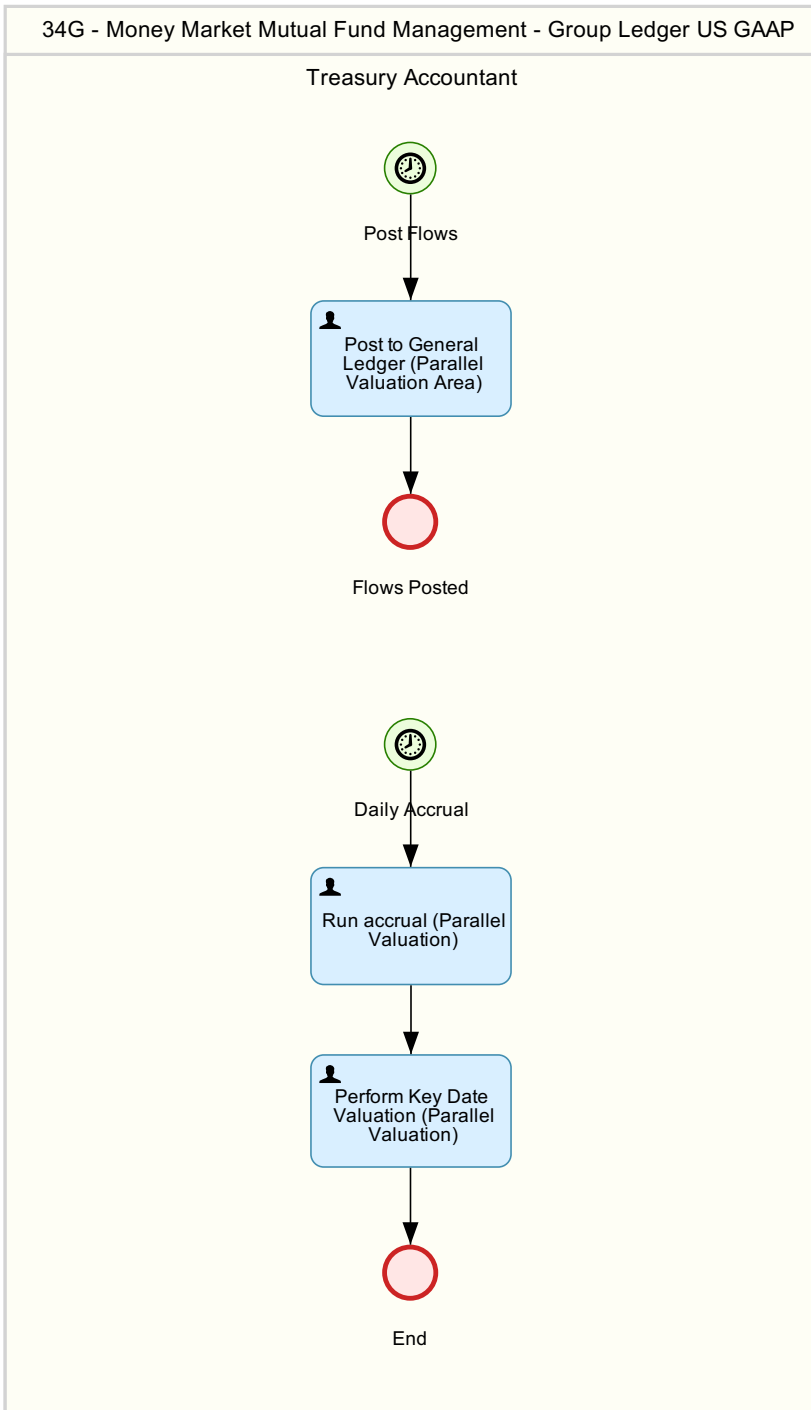 34G - Money Market Mutual Fund Management - Group Ledger US GAAP
Treasury Accountant
Post Flows
Post to General
Ledger (Parallel
Valuation Area)
Flows Posted
Daily Accrual
Run accrual (Parallel
Valuation)
Perform Key Date
Valuation (Parallel
Valuation)
End